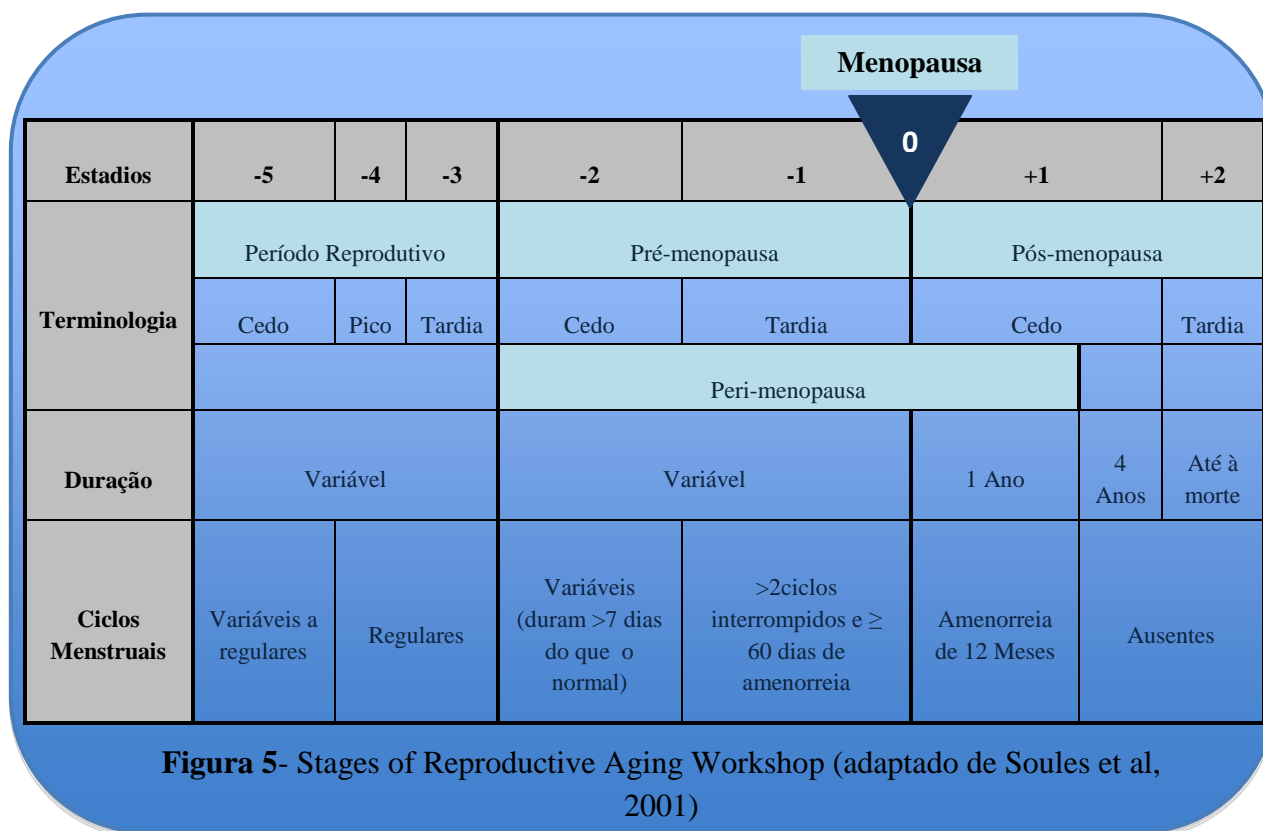 Menopausa
0
Estadios -5 -4 -3 -2 -1 +1 +2
Terminologia
Período Reprodutivo Pré-menopausa Pós-menopausa
Cedo Pico Tardia Cedo Tardia Cedo Tardia
Peri-menopausa
Duração
Variável Variável 1 Ano
4
Anos
Até à
morte
Ciclos
Menstruais
Variáveis a
regulares
Regulares
Variáveis
(duram >7 dias
do que o
normal)
>2ciclos
interrompidos e ≥
60 dias de
amenorreia
Amenorreia
de 12 Meses
Ausentes
Figura 5- Stages of Reproductive Aging Workshop (adaptado de Soules et al,
2001)